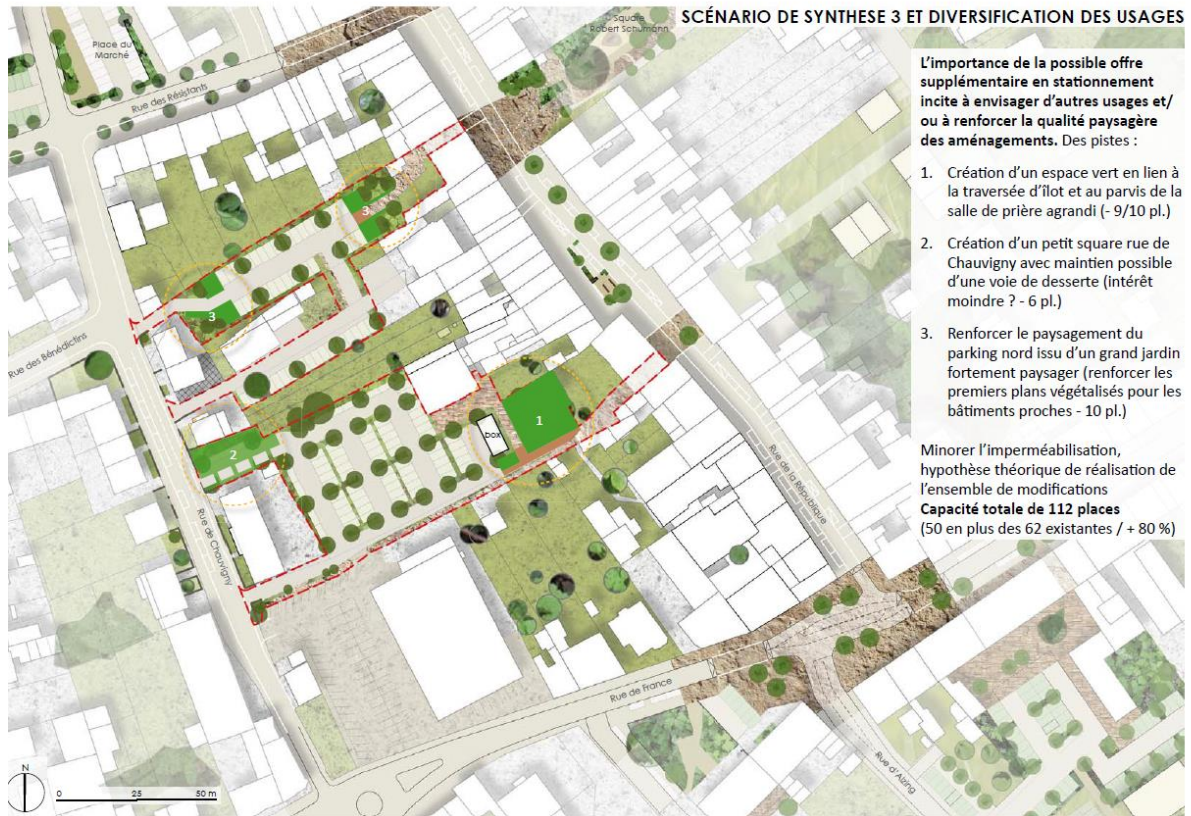 SCÉNARIO DE SYNTHESE 3 ET DIVERSIFICATION DES USAGES
Square
Robert Schumann
Place du
Marché
Rue des Résistants
L’importance de la possible offre
supplémentaire en stationnement
incite à envisager d’autres usages et/
ou à renforcer la qualité paysagère
des aménagements. Des pistes :
1. Création d’un espace vert en lien à
la traversée d’îlot et au parvis de la
salle de prière agrandi (- 9/10 pl.)
2. Création d’un petit square rue de
Chauvigny avec maintien possible
d’une voie de desserte (intérêt
moindre ? - 6 pl.)
3. Renforcer le paysagement du
parking nord issu d’un grand jardin
fortement paysager (renforcer les
premiers plans végétalisés pour les
bâtiments proches - 10 pl.)
Minorer l’imperméabilisation,
hypothèse théorique de réalisation de
l’ensemble de modifications
Capacité totale de 112 places
(50 en plus des 62 existantes / + 80 %)
3
3
Rue des Bénédictins
1
box
2
Rue de la République
Rue de Chauvigny
Rue de France
Rue d'Alzing
N
0 25 50 m